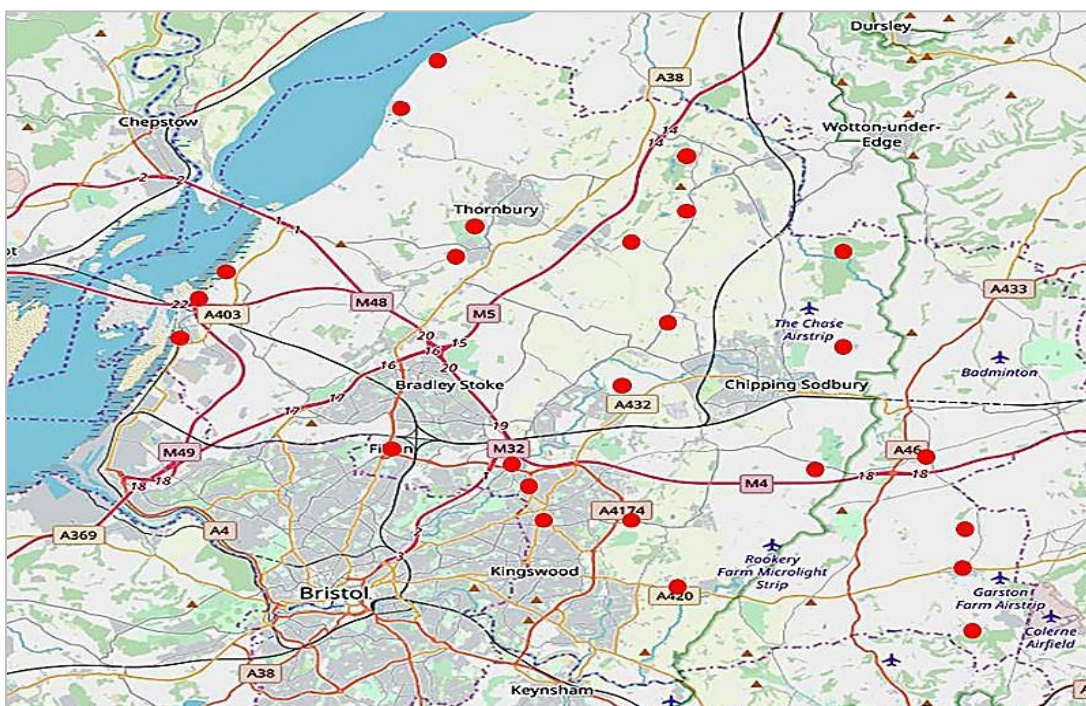 Dursley
A38
Chepstow
Wotton-under-
Edge
14
14
2
2
1
1
Thornbury
A433
22
A403
M48
M5
The Chase
Airstrip
20
15
16
16
20
Badminton
Bradley Stoke
Chipping Sodbury
17
17
A432
19
M49
M32
A46
18
18
18
18
1
M4
A369
A4
2
A4174
3
Kingswood
Rookery
Farm Microlight
Strip
Bristol
A420
Garston
Farm Airstrip
Colerne
Airfield
A38
Keynsham